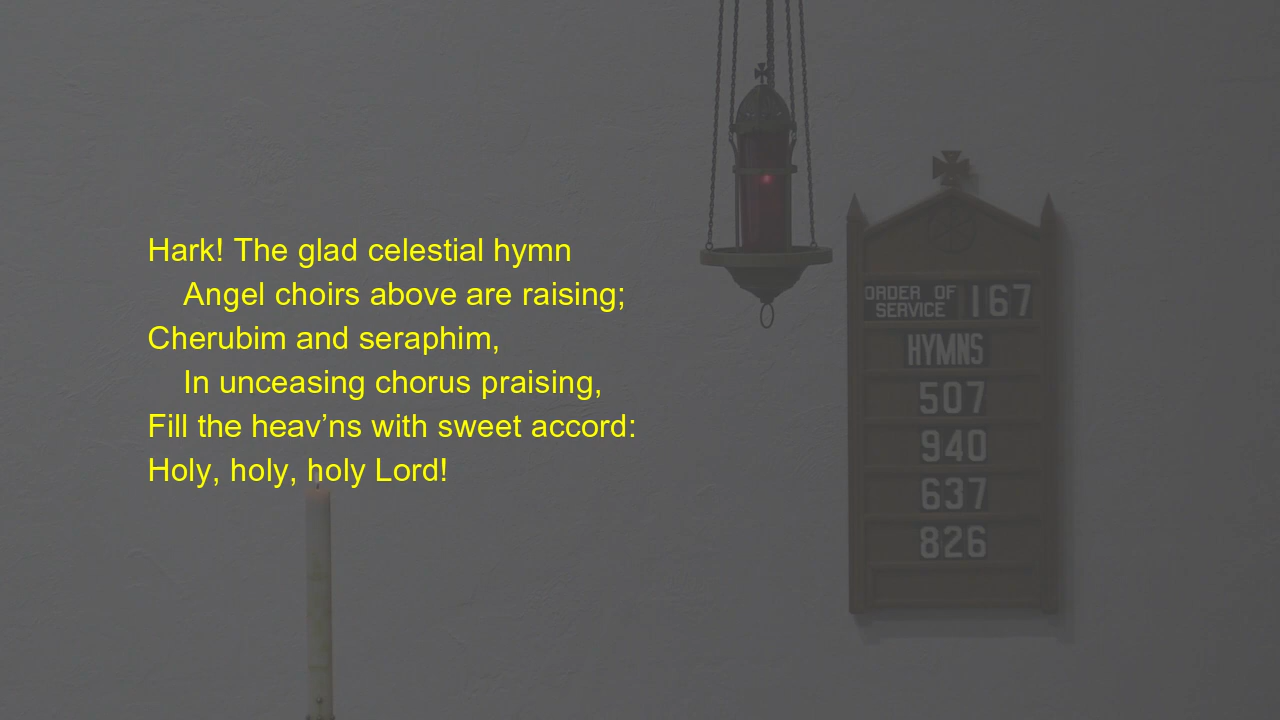 Hark! The glad celestial hymn
Angel choirs above are raising;
Cherubim and seraphim,
In unceasing chorus praising,
Fill the heav’ns with sweet accord:
Holy, holy, holy Lord!
ORDER OF
SERVICE 167
HYMNS
507
940
637
826